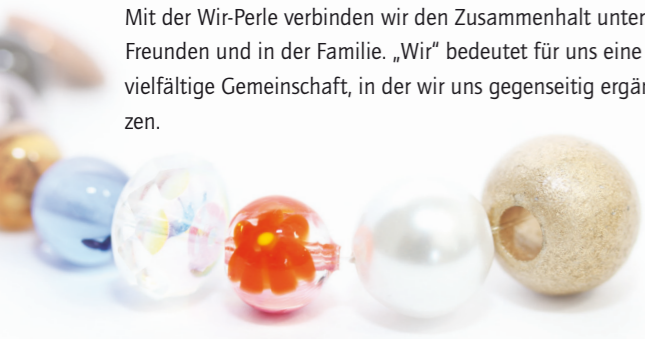 Mit der Wir-Perle verbinden wir den Zusammenhalt unter
Freunden und in der Familie. „Wir“ bedeutet für uns eine
vielfältige Gemeinschaft, in der wir uns gegenseitig ergän
zen.